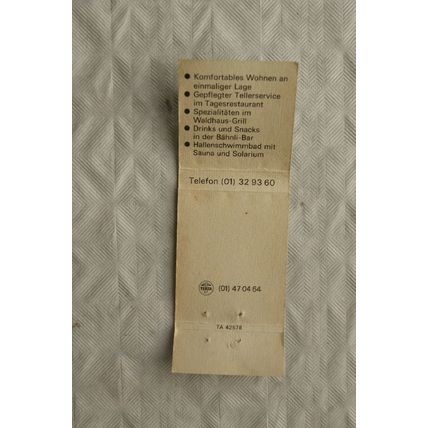 ● Komfortables Wohnen an
einmaliger Lage
● Gepflegter Tellerservice
im Tagesrestaurant
● Spezialitäten im
Waldhaus-Grill
● Drinks und Snacks
in der Bähnli-Bar
● Hallenschwimmbad mit
Sauna und Solarium
Telefon (01) 32 93 60
(01) 47 04 64
TA 42578